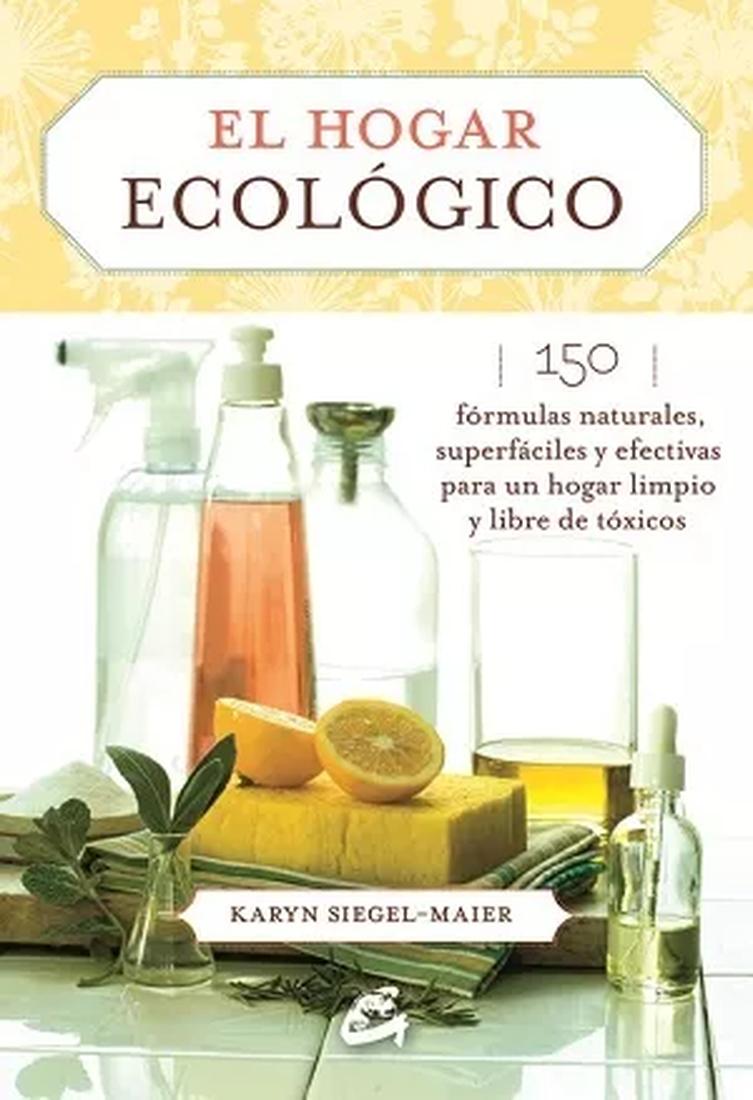 EL HOGAR
ECOLÓGICO
150
fórmulas naturales,
superfáciles y efectivas
para un hogar limpio
y libre de tóxicos
KARYN SIEGEL-MAIER